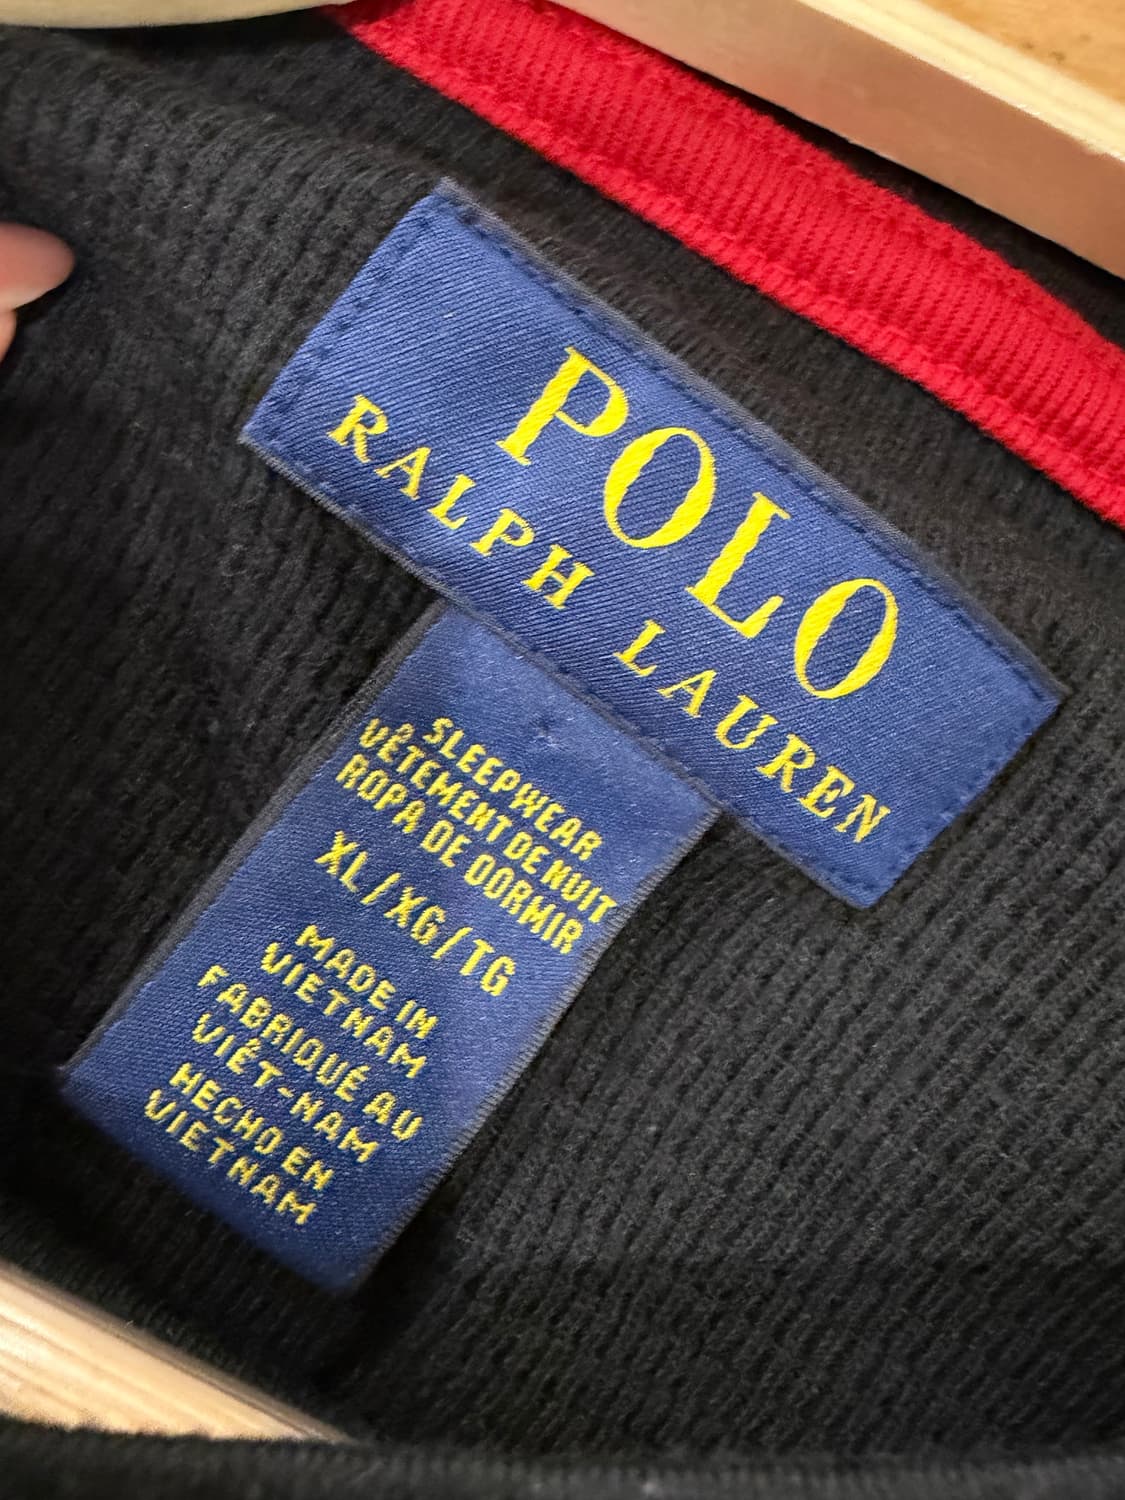 POLO
RALPH LAUREN
SLEEPWEAR
VÊTEMENT DE NUIT
ROPA DE DORMIR
XL/XG/TG
MADE IN
VIETNAM
FABRIQUÉ AU
VIÊT-NAM
HECHO EN
VIETNAM